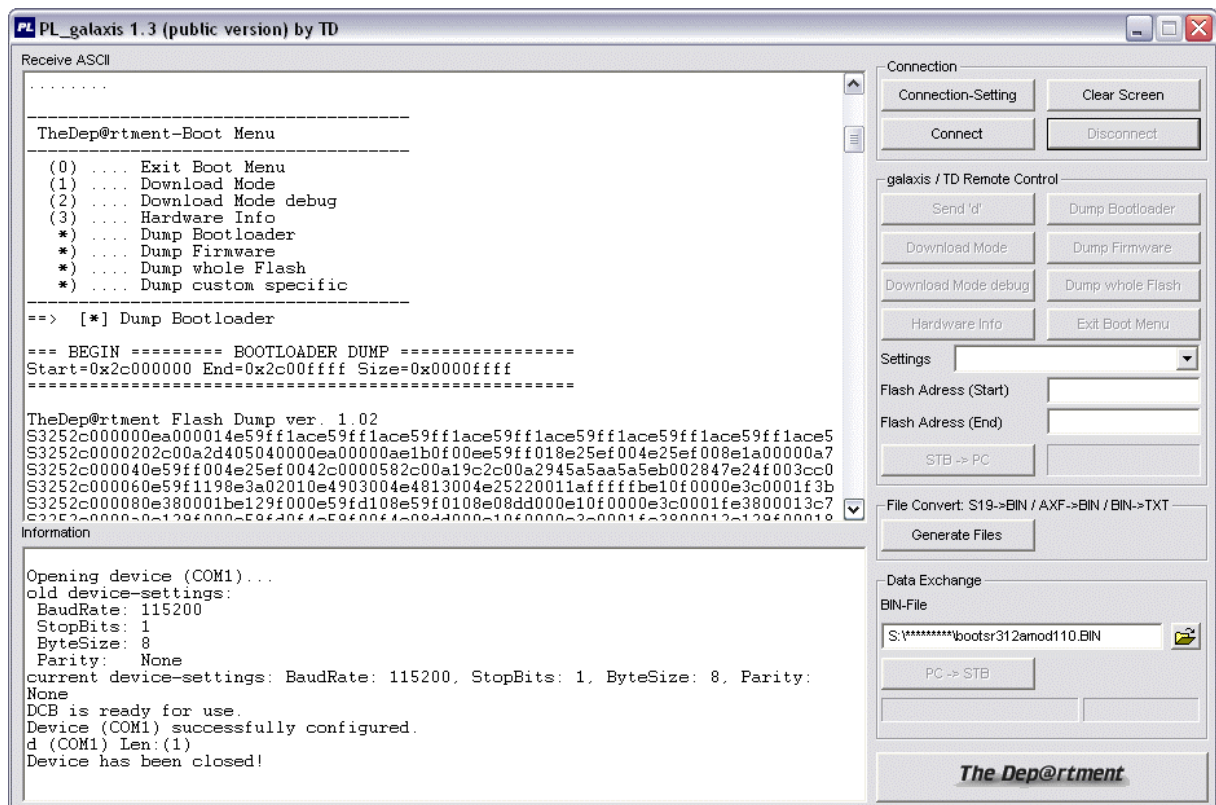 PL PL_galaxis 1.3 (public version) by TD
Receive ASCII
........
TheDep@rtment-Boot Menu
(0) .... Exit Boot Menu
(1) .... Download Mode
(2) .... Download Mode debug
(3) .... Hardware Info
*) .... Dump Bootloader
*) .... Dump Firmware
*) .... Dump whole Flash
*) .... Dump custom specific
==> [*] Dump Bootloader
=== BEGIN ========= BOOTLOADER DUMP =================
Start=0x2c000000 End=0x2c00ffff Size=0x0000ffff
=====================================================
TheDep@rtment Flash Dump ver. 1.02
S3252c000000ea000014e59ff1ace59ff1ace59ff1ace59ff1ace59ff1ace59ff1ace59ff1ace5
S3252c0000202c00a2d405040000ea00000ae1b0f00ee59ff018e25ef004e25ef008e1a00000a7
S3252c000040e59ff004e25ef0042c0000582c00a19c2c00a2945a5aa5a5eb002847e24f003cc0
S3252c000060e59f1198e3a02010e4903004e4813004e25220011afffffbe10f0000e3c0001f3b
S3252c000080e380001be129f000e59fd108e59f0108e08dd000e10f0000e3c0001fe3800013c7
Information
Opening device (COM1)...
old device-settings:
BaudRate: 115200
StopBits: 1
ByteSize: 8
Parity: None
current device-settings: BaudRate: 115200, StopBits: 1, ByteSize: 8, Parity:
None
DCB is ready for use.
Device (COM1) successfully configured.
d (COM1) Len:(1)
Device has been closed!
Connection
Connection-Setting Clear Screen
Connect Disconnect
galaxis / TD Remote Control
Send 'd' Dump Bootloader
Download Mode Dump Firmware
Download Mode debug Dump whole Flash
Hardware Info Exit Boot Menu
Settings
Flash Adress (Start)
Flash Adress (End)
STB -> PC
File Convert: S19->BIN / AXF->BIN / BIN->TXT
Generate Files
Data Exchange
BIN-File
S:\*********\bootsr312amod110.BIN
PC -> STB
The Dep@rtment